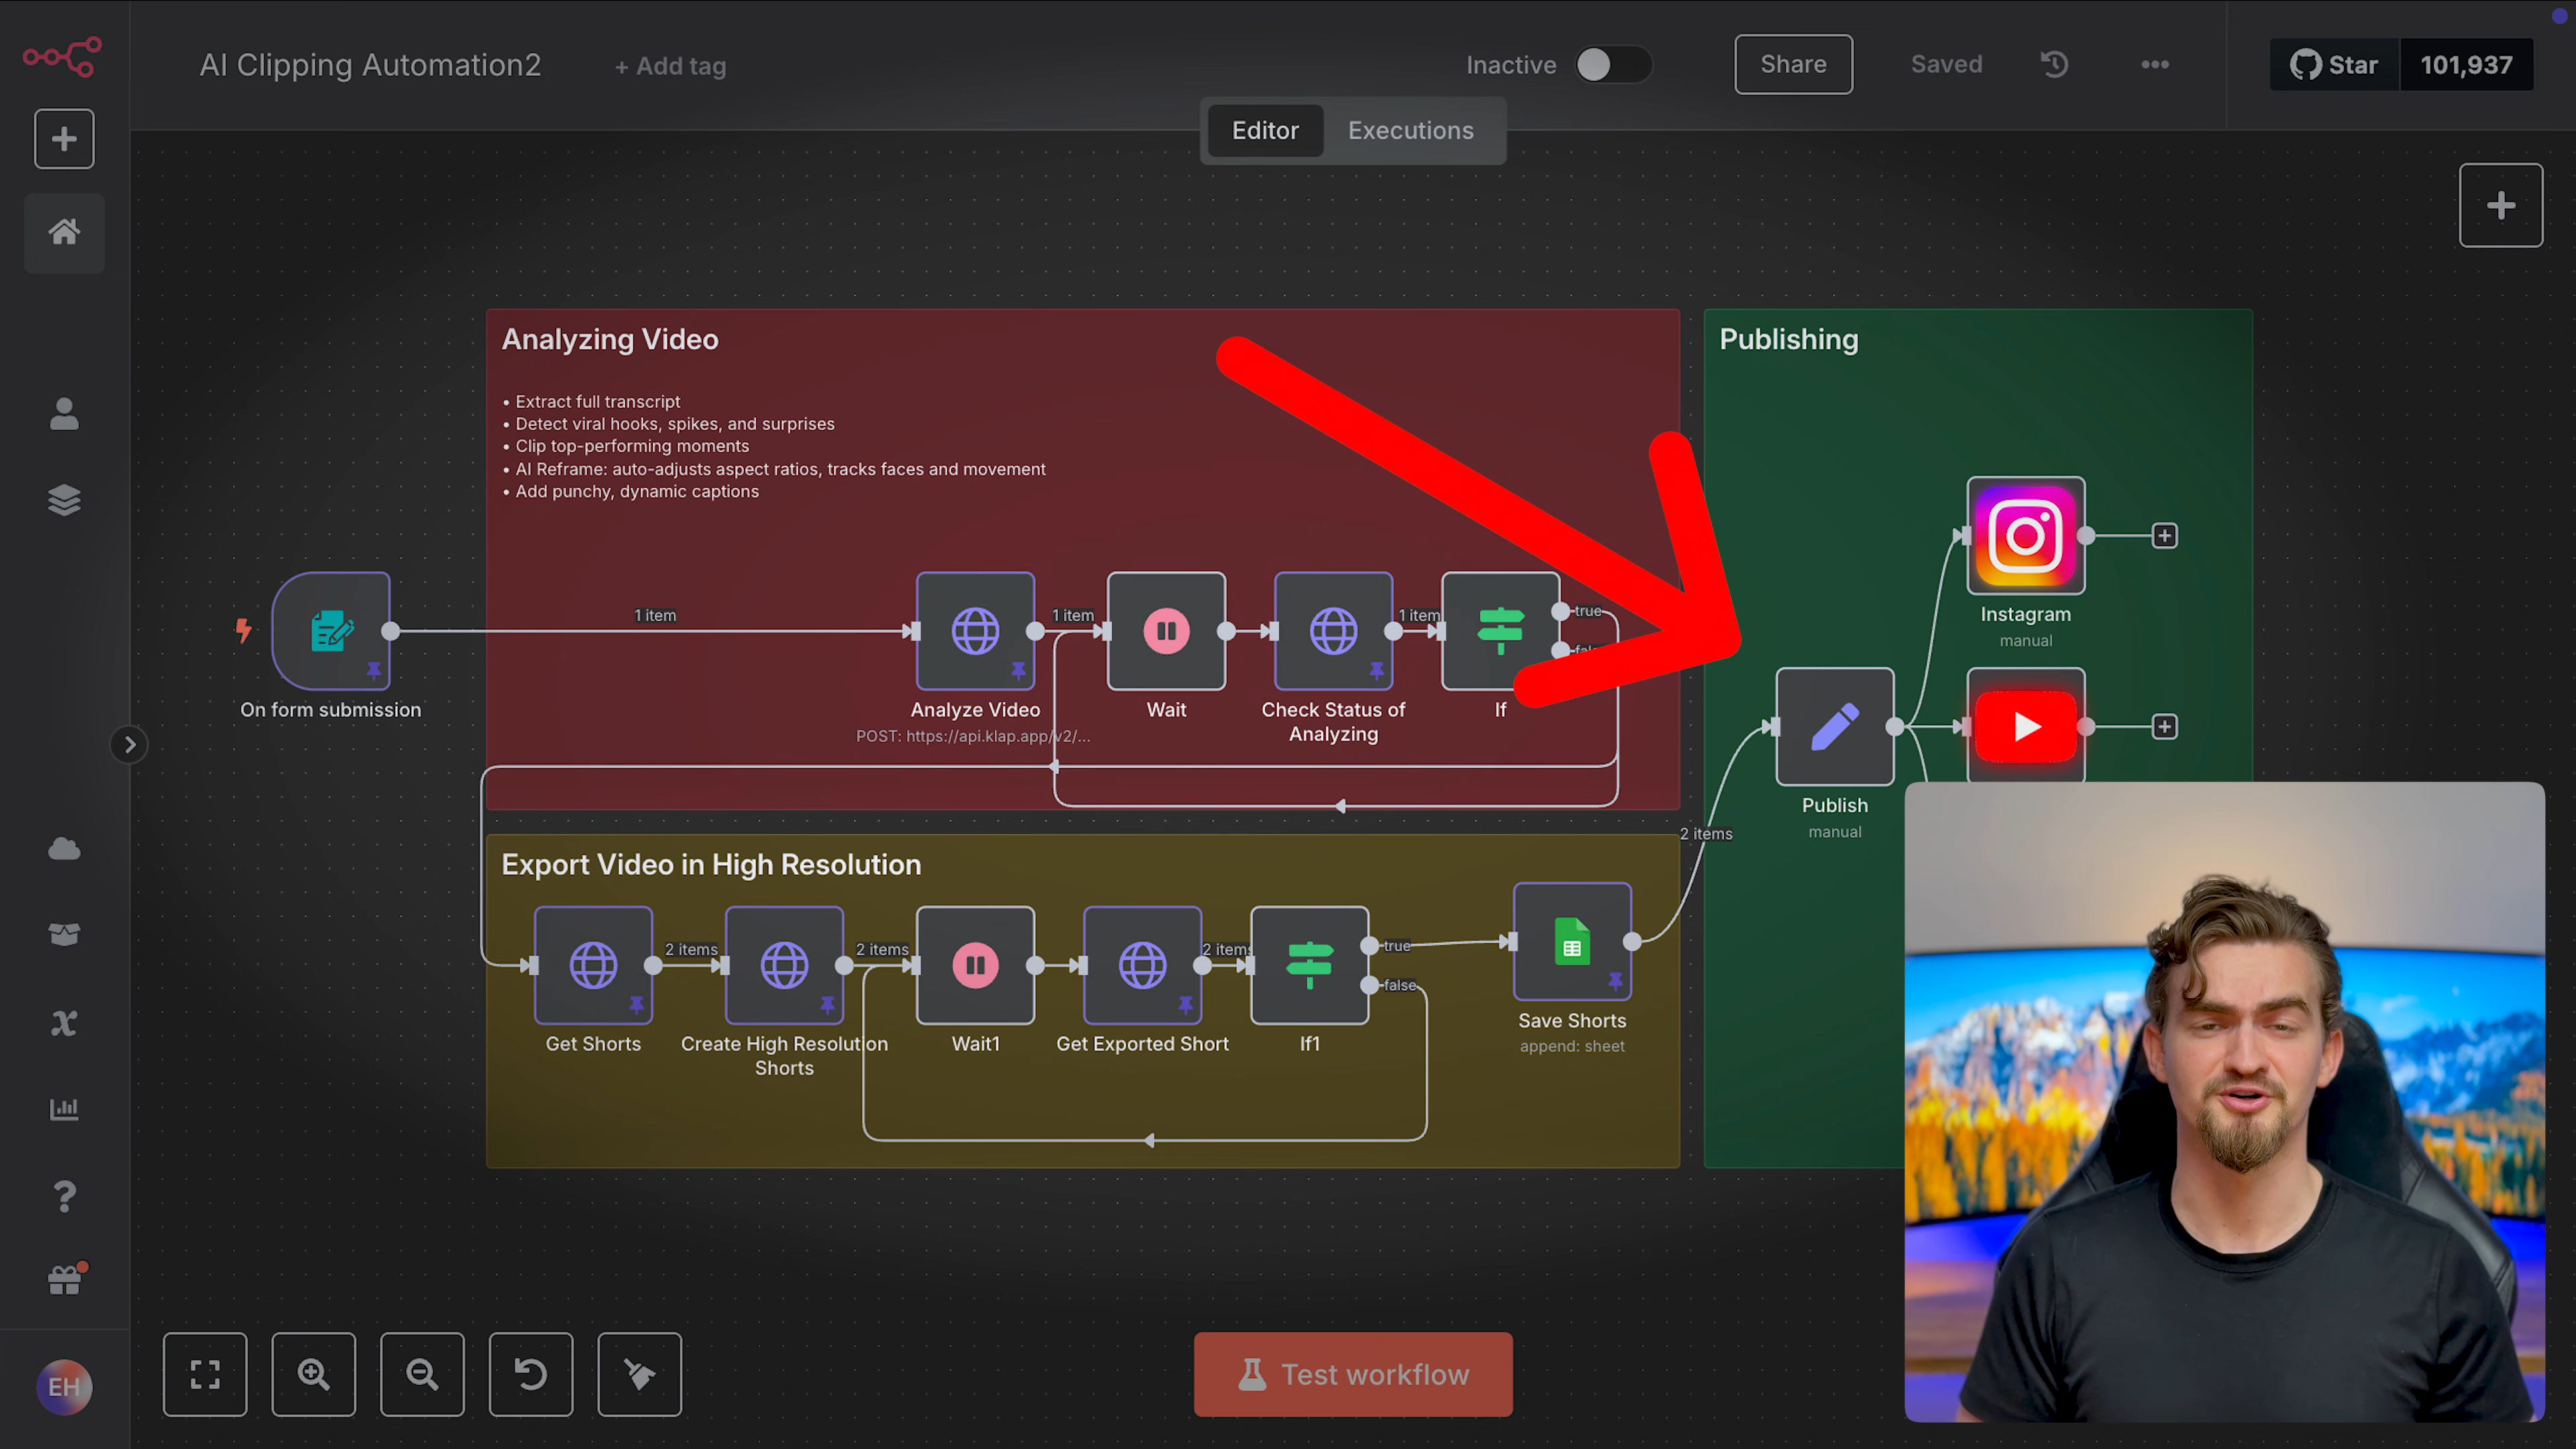 AI Clipping Automation2
+ Add tag
Inactive
Share
Saved
Star
101,937
Editor
Executions
Analyzing Video
• Extract full transcript
• Detect viral hooks, spikes, and surprises
• Clip top-performing moments
• AI Reframe: auto-adjusts aspect ratios, tracks faces and movement
• Add punchy, dynamic captions
Publishing
Instagram
manual
1 item
1 item
1 item
true
On form submission
Analyze Video
POST: https://api.klap.app/v2/...
Wait
Check Status of
Analyzing
If
Publish
manual
2 items
Export Video in High Resolution
2 items
2 items
2 items
true
false
Get Shorts
Create High Resolution
Shorts
Wait1
Get Exported Short
If1
Save Shorts
append: sheet
Test workflow
EH